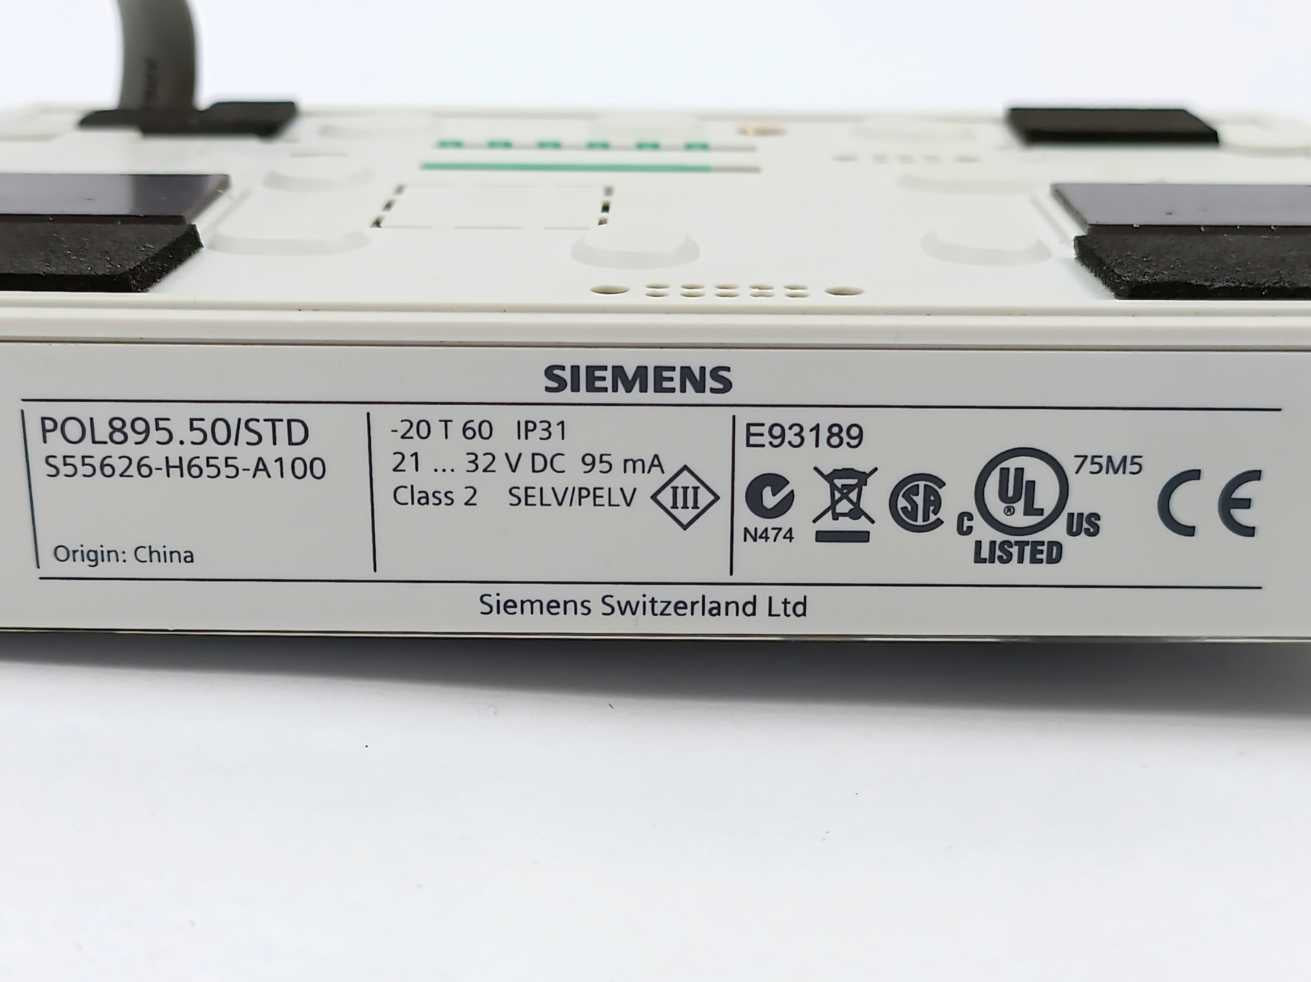 SIEMENS
POL895.50/STD
S55626-H655-A100
Origin: China
-20 T 60 IP31
21 ... 32 V DC 95 mA
Class 2 SELV/PELV III
E93189
N474
SA
C UL ® US 75M5
LISTED
CE
Siemens Switzerland Ltd